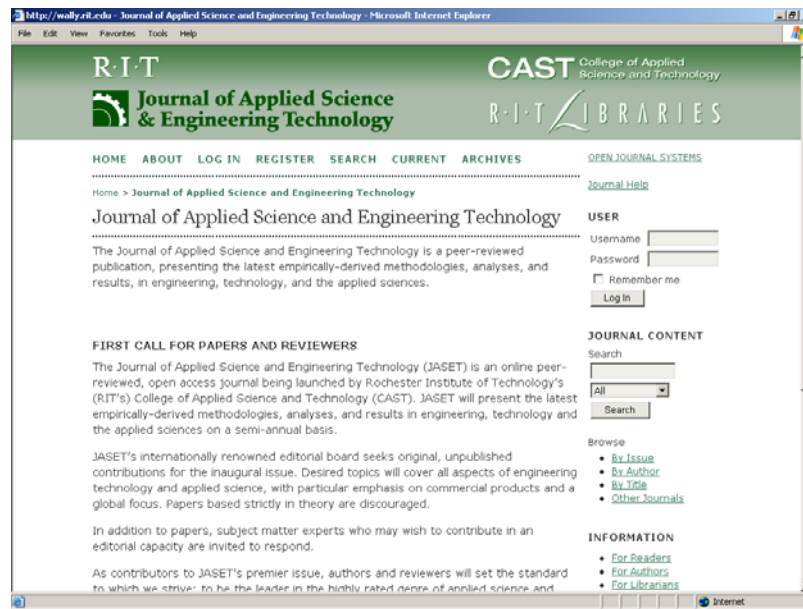 http://wally.rit.edu - Journal of Applied Science and Engineering Technology - Microsoft Internet Explorer
File Edit View Favorites Tools Help
R·I·T
CAST College of Applied
Science and Technology
Journal of Applied Science
& Engineering Technology
R·I·T LIBRARIES
HOME ABOUT LOG IN REGISTER SEARCH CURRENT ARCHIVES
Home > Journal of Applied Science and Engineering Technology
Journal of Applied Science and Engineering Technology
The Journal of Applied Science and Engineering Technology is a peer-reviewed
publication, presenting the latest empirically-derived methodologies, analyses, and
results, in engineering, technology, and the applied sciences.
FIRST CALL FOR PAPERS AND REVIEWERS
The Journal of Applied Science and Engineering Technology (JASET) is an online peer-
reviewed, open access journal being launched by Rochester Institute of Technology's
(RIT's) College of Applied Science and Technology (CAST). JASET will present the latest
empirically-derived methodologies, analyses, and results in engineering, technology and
the applied sciences on a semi-annual basis.
JASET's internationally renowned editorial board seeks original, unpublished
contributions for the inaugural issue. Desired topics will cover all aspects of engineering
technology and applied science, with particular emphasis on commercial products and a
global focus. Papers based strictly in theory are discouraged.
In addition to papers, subject matter experts who may wish to contribute in an
editorial capacity are invited to respond.
As contributors to JASET's premier issue, authors and reviewers will set the standard
to which we strive: to be the leader in the highly rated genre of applied science and
OPEN JOURNAL SYSTEMS
Journal Help
USER
Username
Password
Remember me
Log In
JOURNAL CONTENT
Search
All
Search
Browse
By Issue
By Author
By Title
Other Journals
INFORMATION
For Readers
For Authors
For Librarians
Internet